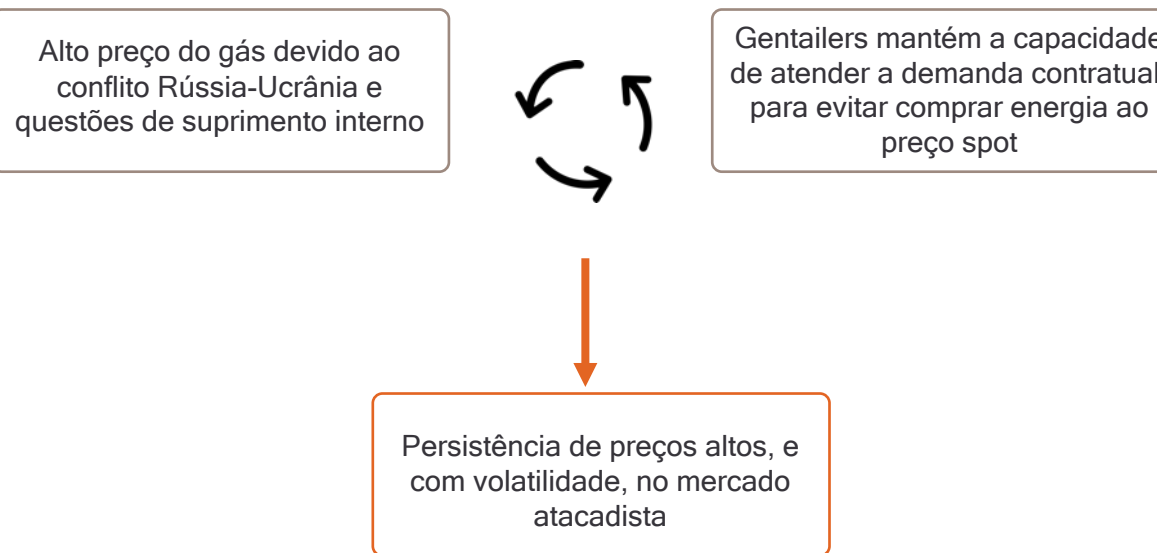 Alto preço do gás devido ao
conflito Rússia-Ucrânia e
questões de suprimento interno
Gentailers mantém a capacidade
de atender a demanda contratual
para evitar comprar energia ao
preço spot
Persistência de preços altos, e
com volatilidade, no mercado
atacadista